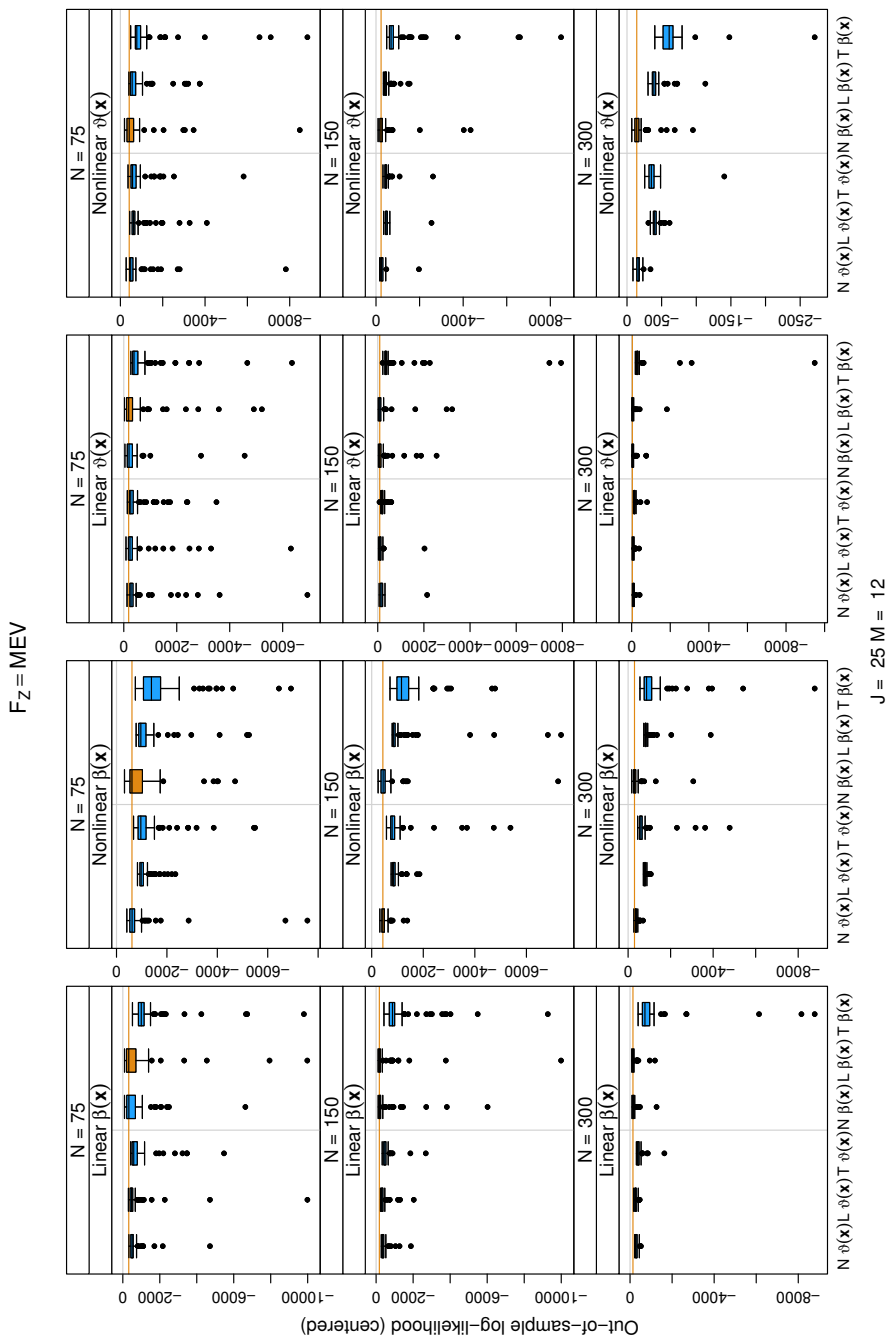 F_Z = MEV
N = 75 N = 75 N = 75 N = 75
Linear β(x) Nonlinear β(x) Linear ϑ(x) Nonlinear ϑ(x)
0 −2000 −6000 −10000
0 −2000 −4000 −6000
0 −2000 −4000 −6000
0 −4000 −8000
N = 150 N = 150 N = 150 N = 150
Linear β(x) Nonlinear β(x) Linear ϑ(x) Nonlinear ϑ(x)
0 −2000 −6000 −10000
0 −2000 −6000
0 −2000 −4000 −6000 −8000
0 −4000 −8000
N = 300 N = 300 N = 300 N = 300
Linear β(x) Nonlinear β(x) Linear ϑ(x) Nonlinear ϑ(x)
0 −4000 −8000
0 −4000 −8000
0 −4000 −8000
0 −500 −1500 −2500
Out−of−sample log−likelihood (centered)
N ϑ(x) L ϑ(x) T ϑ(x) N β(x) L β(x) T β(x)
N ϑ(x) L ϑ(x) T ϑ(x) N β(x) L β(x) T β(x)
N ϑ(x) L ϑ(x) T ϑ(x) N β(x) L β(x) T β(x)
N ϑ(x) L ϑ(x) T ϑ(x) N β(x) L β(x) T β(x)
J = 25 M = 12